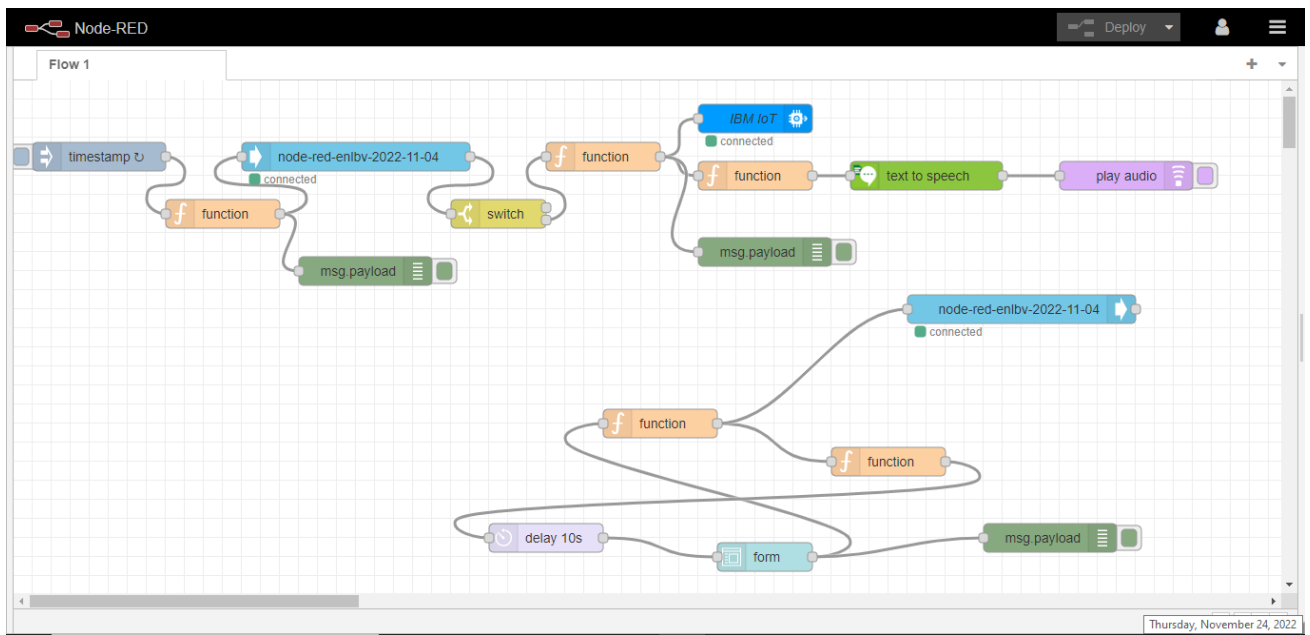 Node-RED
Deploy
Flow 1
IBM IoT
connected
timestamp ↻
node-red-enlbv-2022-11-04
connected
function
function
text to speech
play audio
function
switch
msg.payload
msg.payload
node-red-enlbv-2022-11-04
connected
function
function
delay 10s
form
msg.payload
Thursday, November 24, 2022